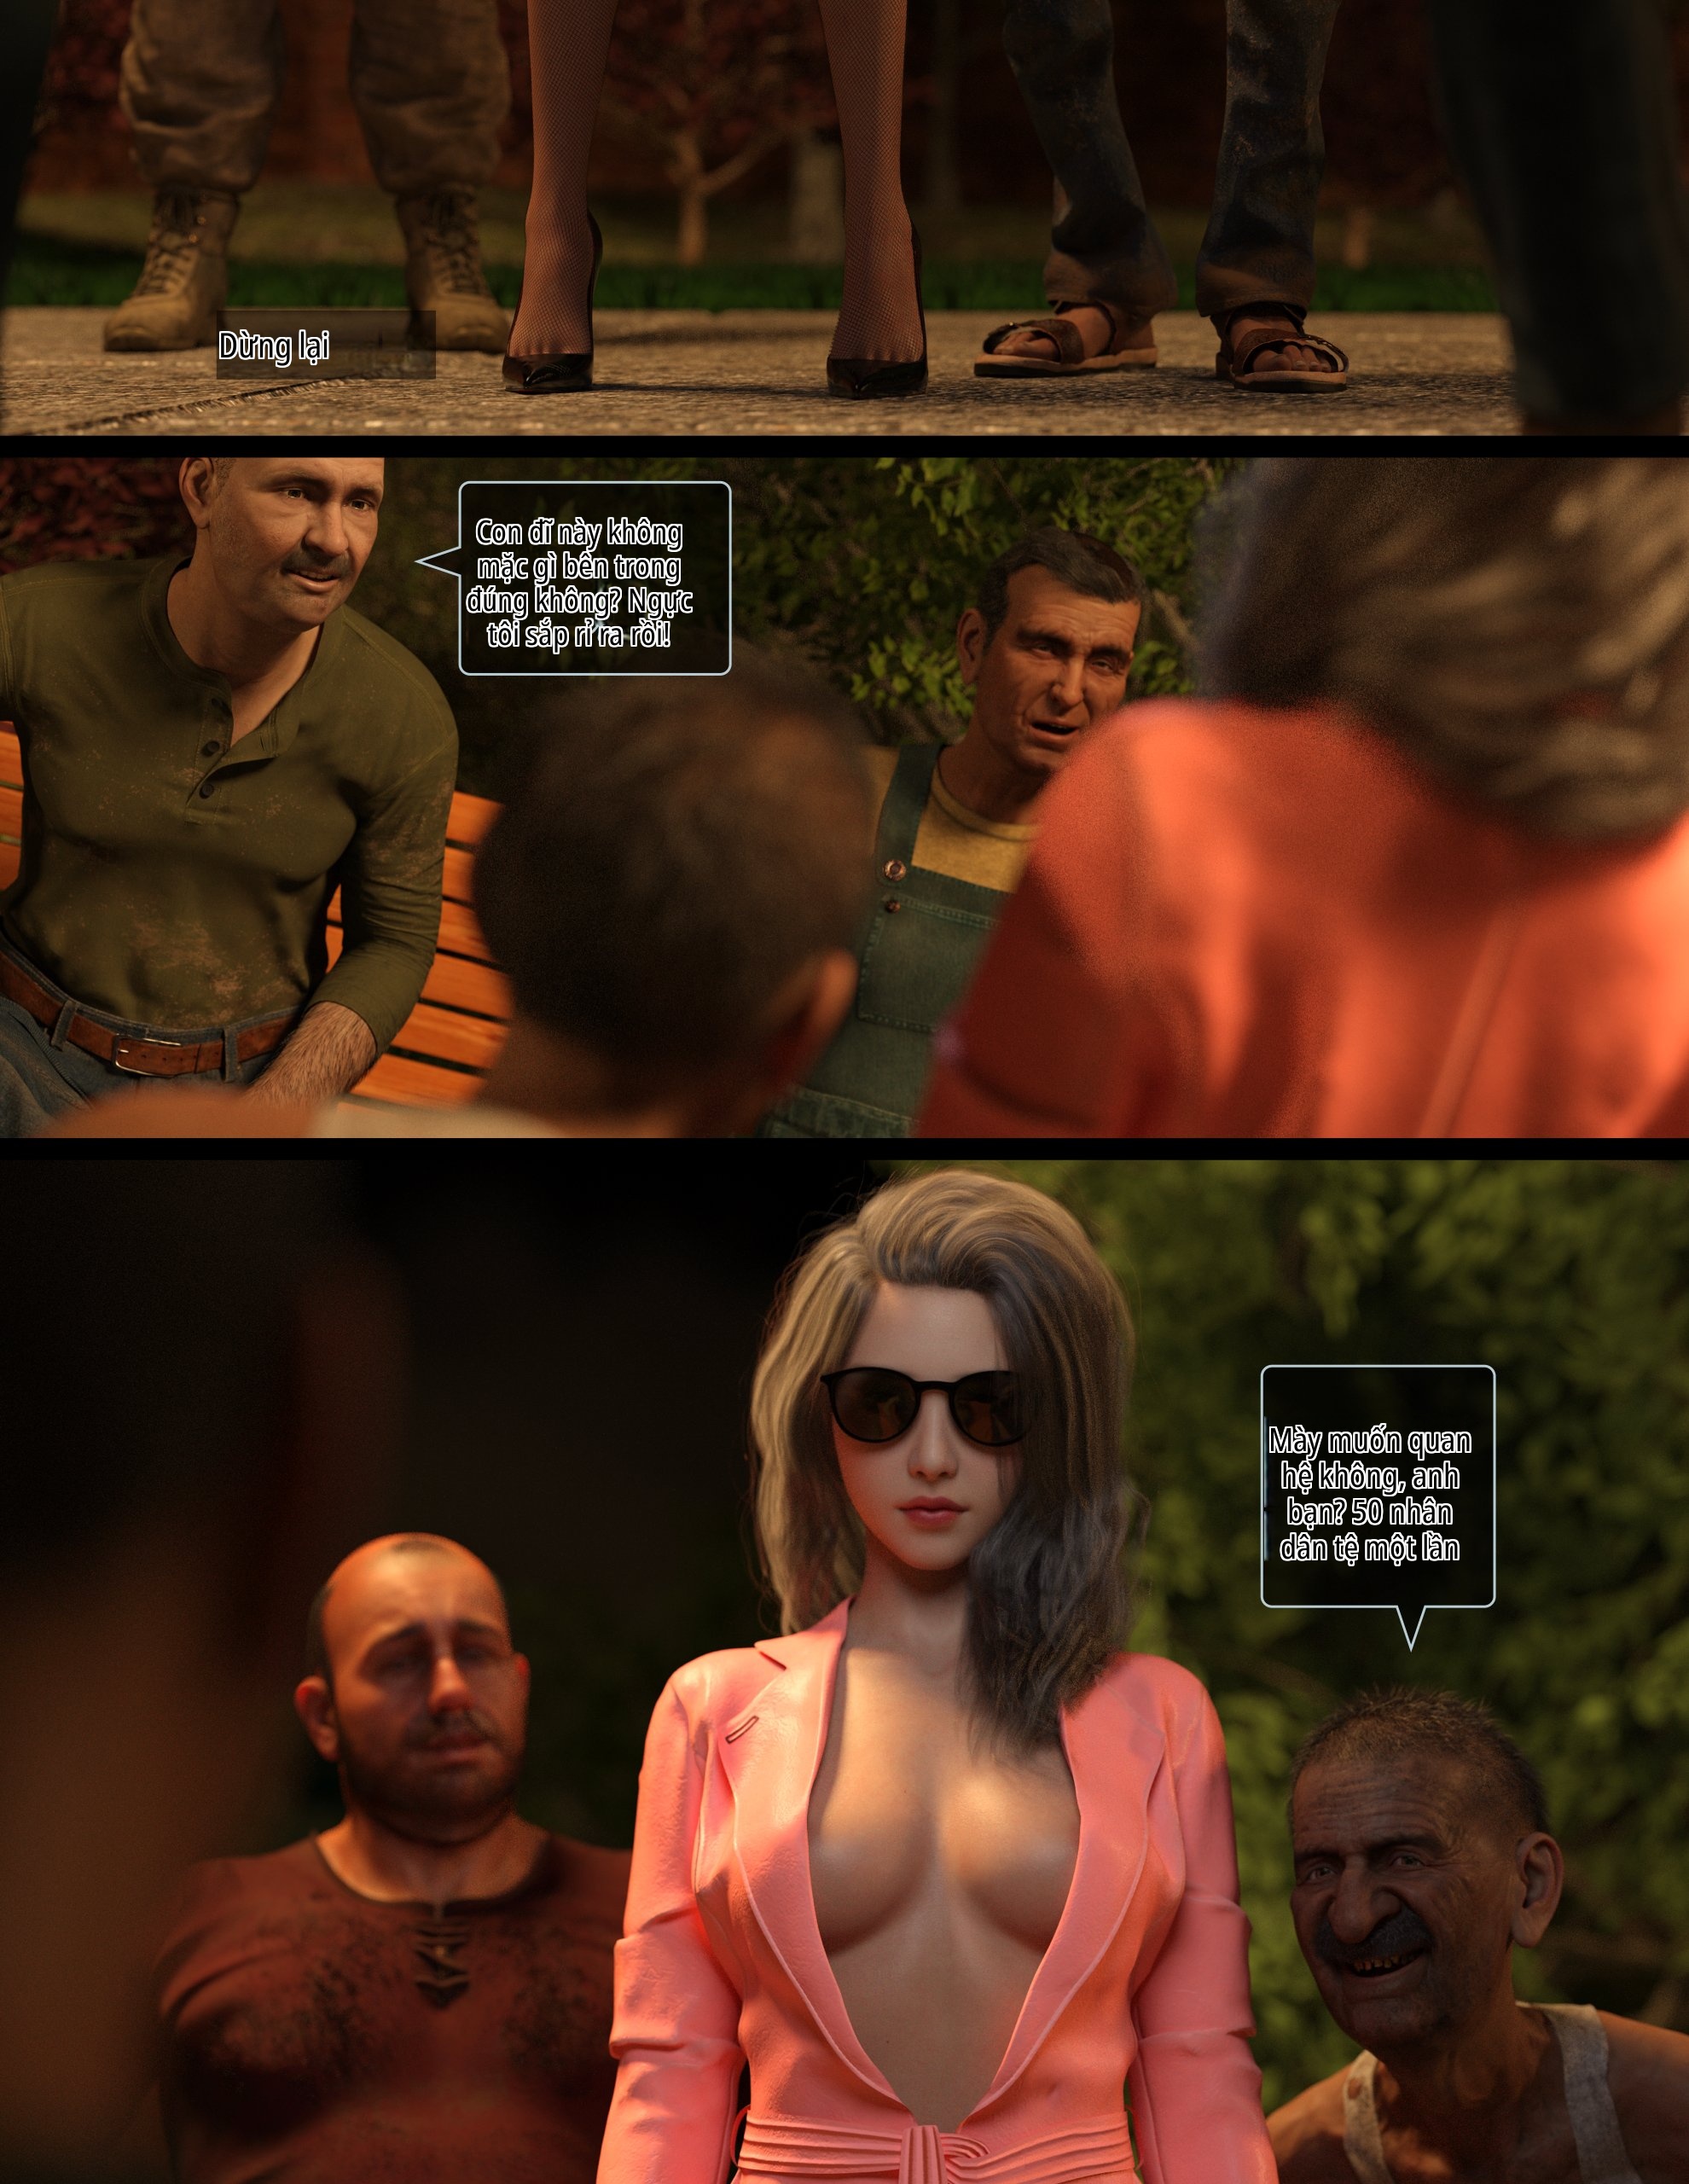 Dừng lại
Con đĩ này không
mặc gì bên trong
đúng không? Ngực
tôi sắp rỉ ra rồi!
Mày muốn quan
hệ không, anh
bạn? 50 nhân
dân tệ một lần